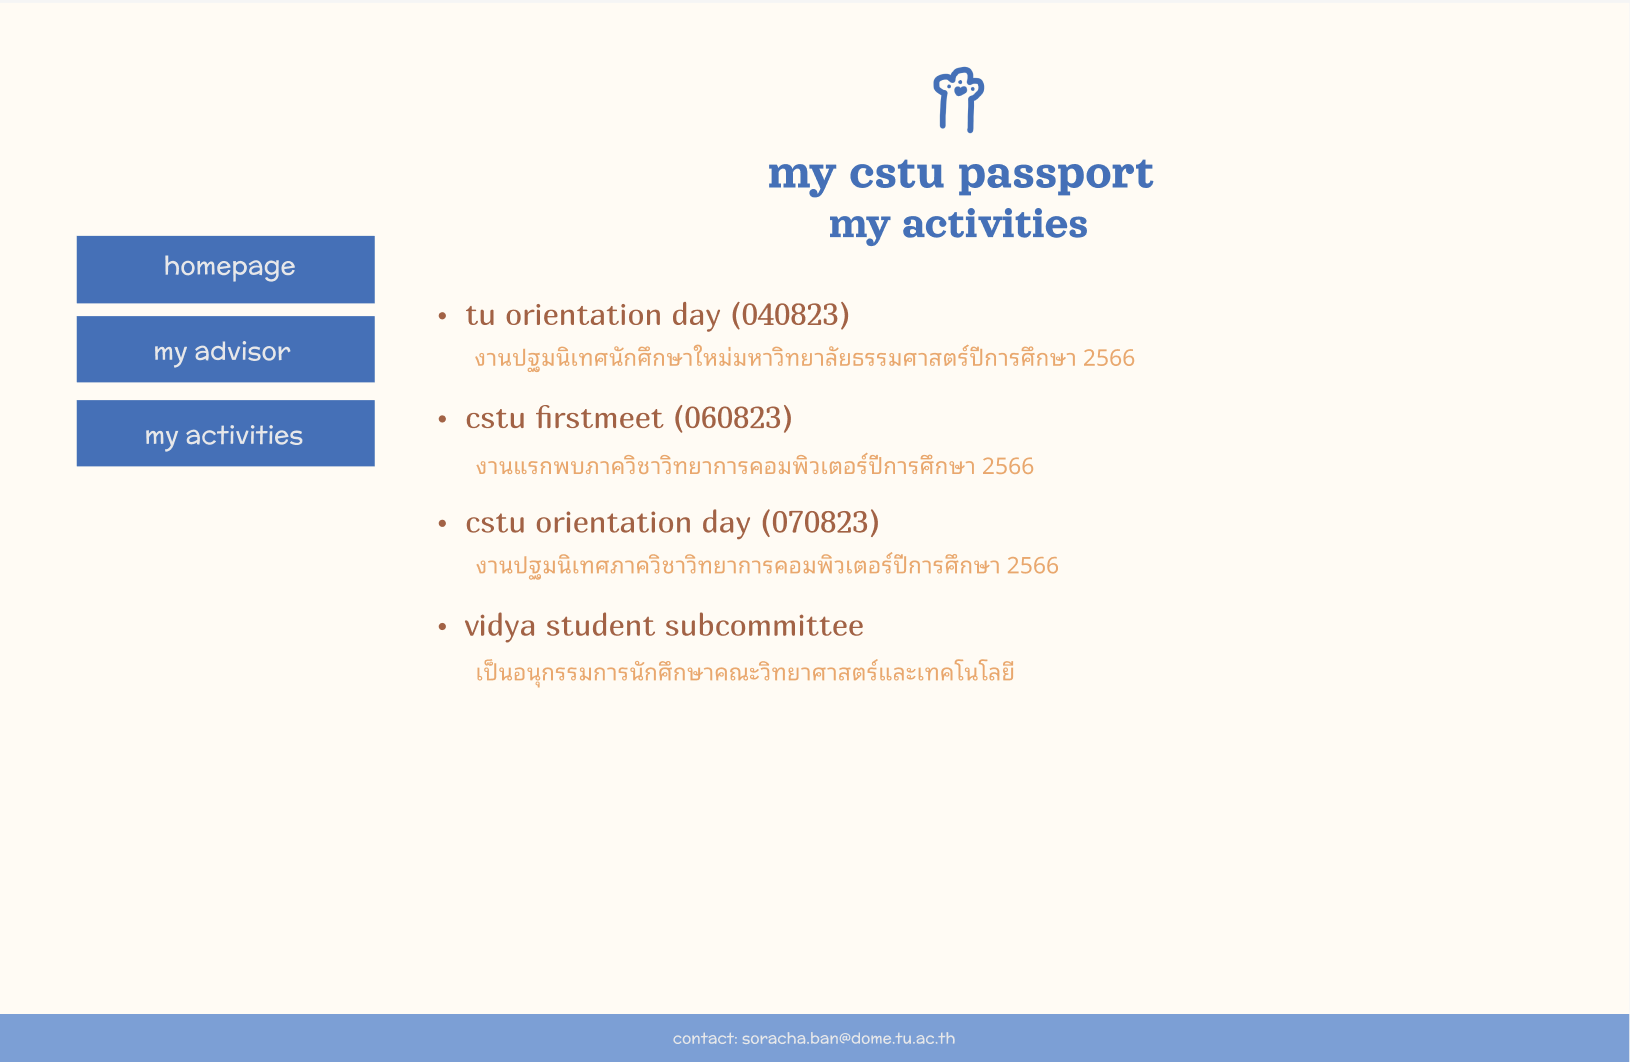 my cstu passport
my activities
homepage
my advisor
my activities
• tu orientation day (040823)
งานปฐมนิเทศนักศึกษาใหม่มหาวิทยาลัยธรรมศาสตร์ปีการศึกษา 2566
• cstu firstmeet (060823)
งานแรกพบภาควิชาวิทยาการคอมพิวเตอร์ปีการศึกษา 2566
• cstu orientation day (070823)
งานปฐมนิเทศภาควิชาวิทยาการคอมพิวเตอร์ปีการศึกษา 2566
• vidya student subcommittee
เป็นอนุกรรมการนักศึกษาคณะวิทยาศาสตร์และเทคโนโลยี
contact: soracha.ban@dome.tu.ac.th